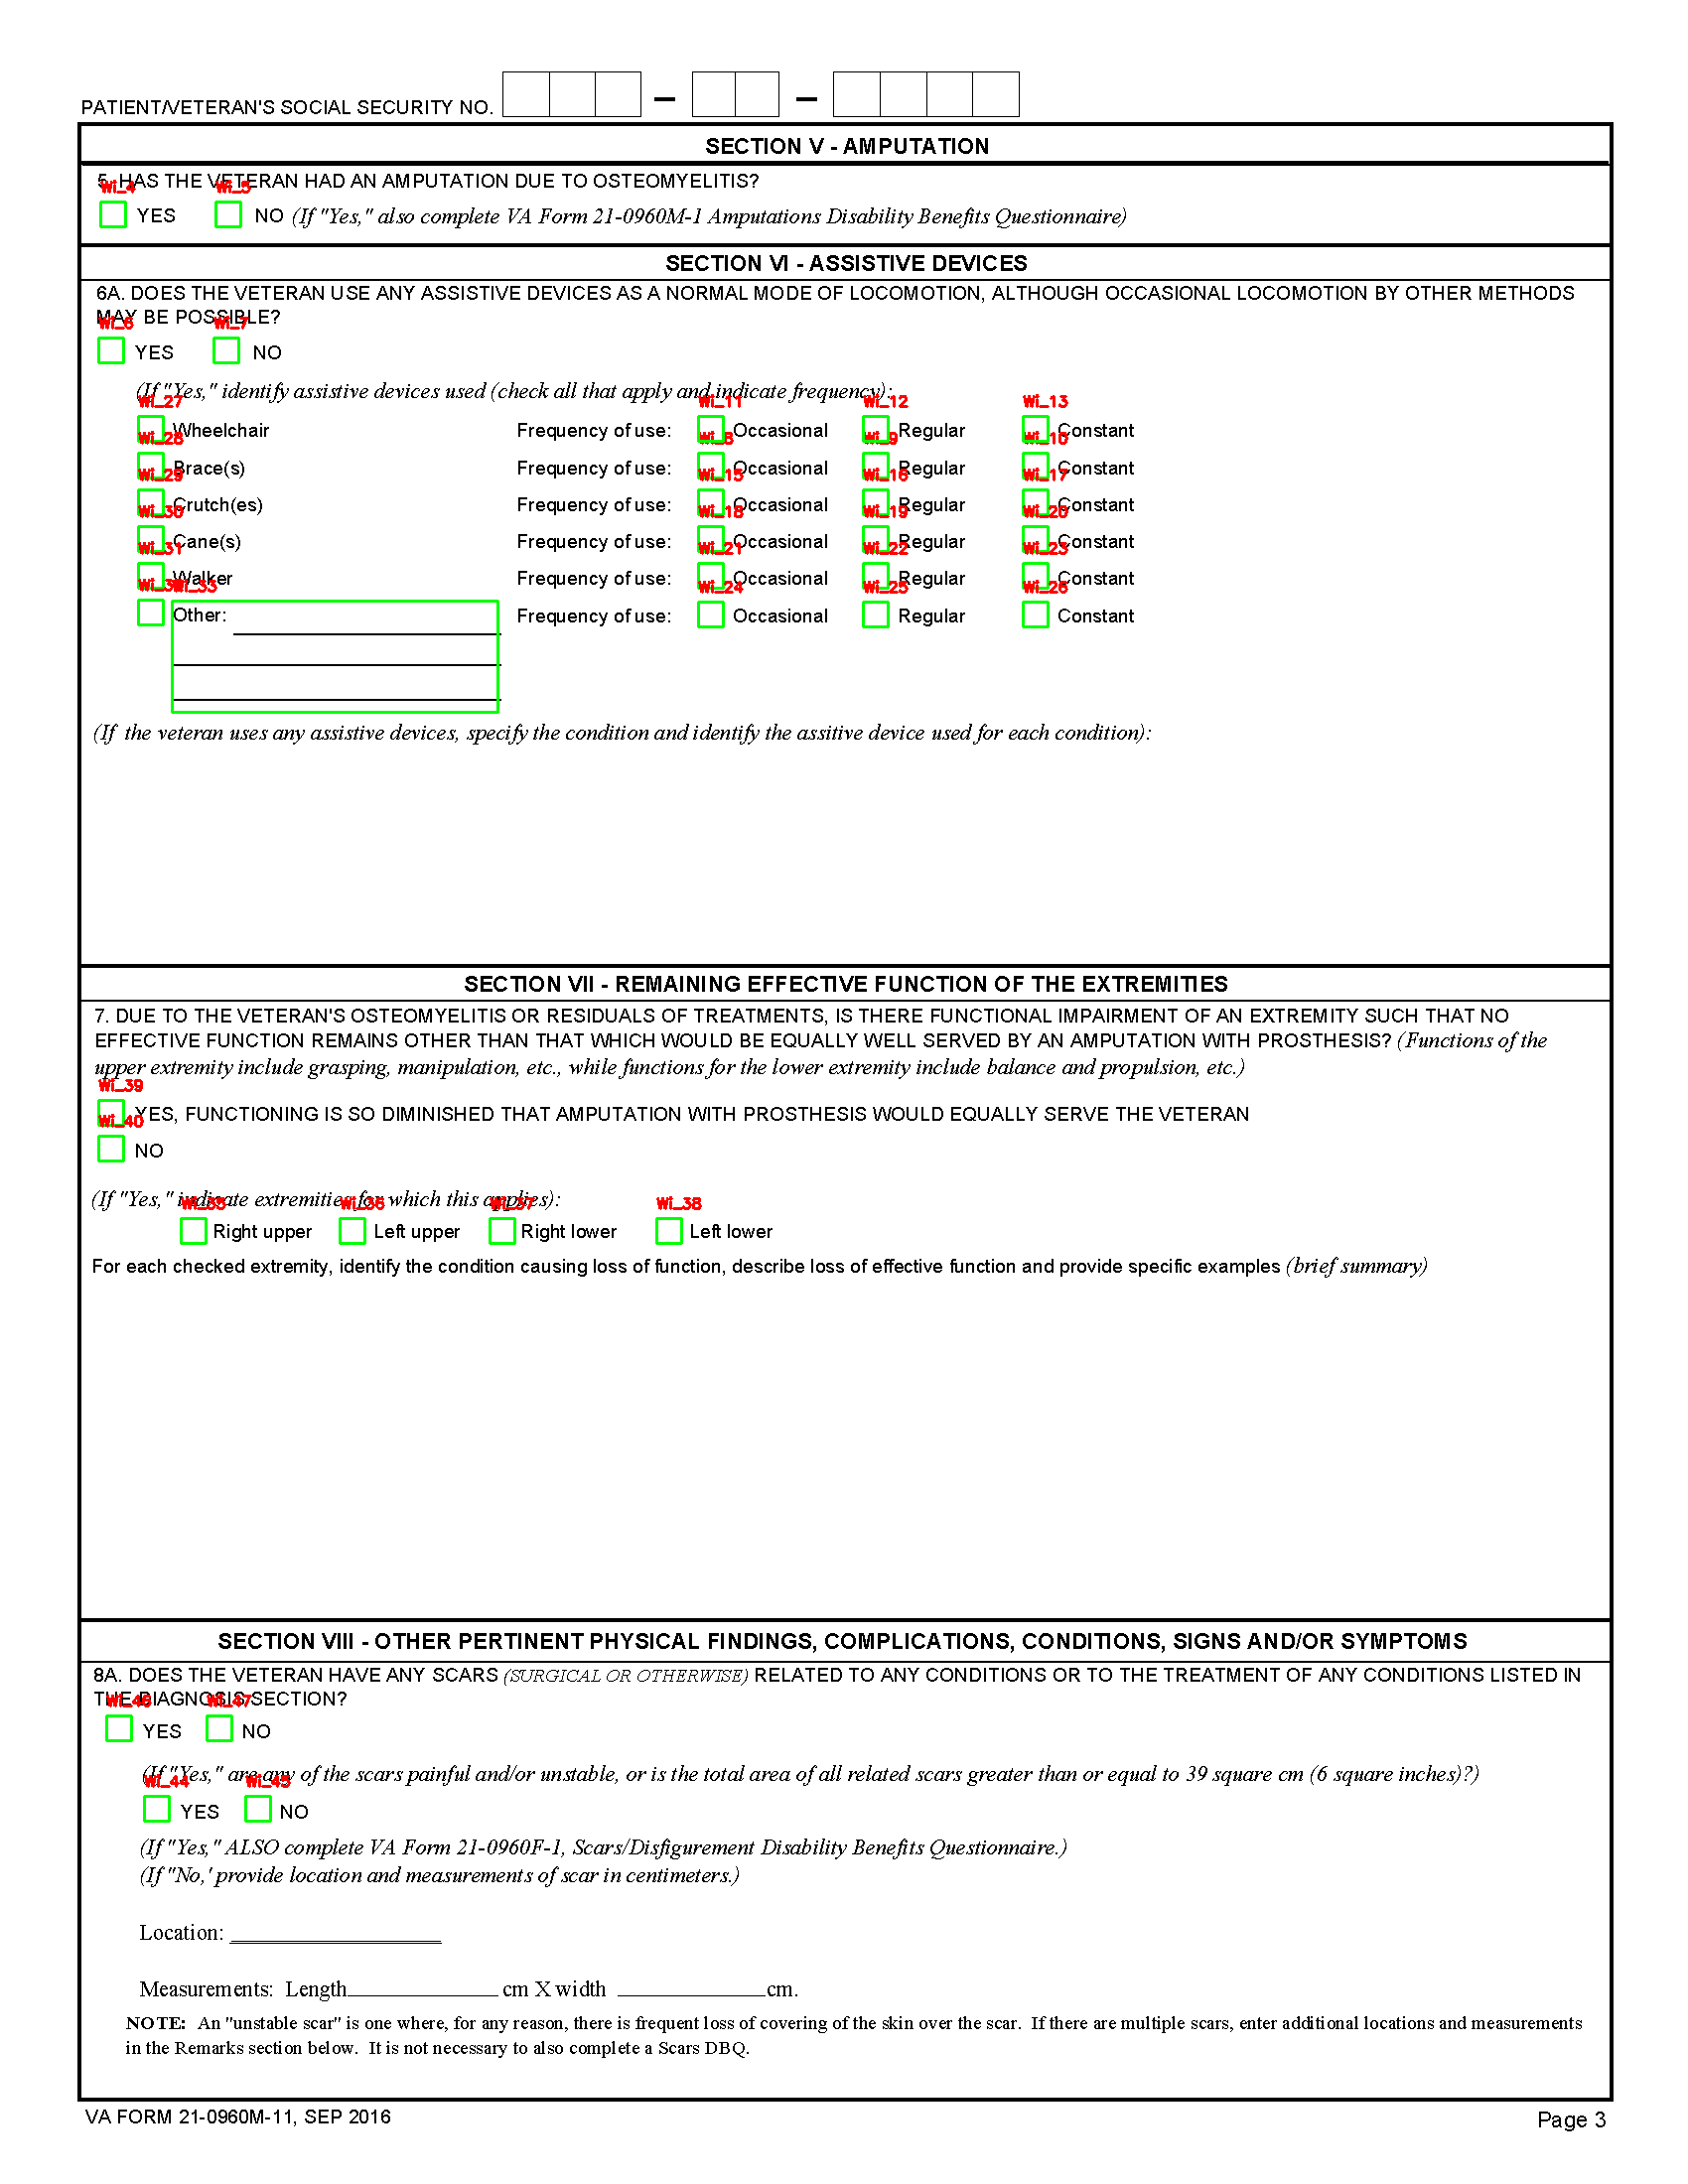 PATIENT/VETERAN'S SOCIAL SECURITY NO. – –
SECTION V - AMPUTATION
5. HAS THE VETERAN HAD AN AMPUTATION DUE TO OSTEOMYELITIS?
Wi_4 Wi_5
YES NO (If "Yes," also complete VA Form 21-0960M-1 Amputations Disability Benefits Questionnaire)
SECTION VI - ASSISTIVE DEVICES
6A. DOES THE VETERAN USE ANY ASSISTIVE DEVICES AS A NORMAL MODE OF LOCOMOTION, ALTHOUGH OCCASIONAL LOCOMOTION BY OTHER METHODS
MAY BE POSSIBLE?
Wi_6 Wi_7
YES NO
(If "Yes," identify assistive devices used (check all that apply and indicate frequency):
Wi_27 Wi_11 Wi_12 Wi_13
Wheelchair Frequency of use: Occasional Regular Constant
Wi_28 Wi_8 Wi_9 Wi_10
Brace(s) Frequency of use: Occasional Regular Constant
Wi_29 Wi_15 Wi_16 Wi_17
Crutch(es) Frequency of use: Occasional Regular Constant
Wi_30 Wi_18 Wi_19 Wi_20
Cane(s) Frequency of use: Occasional Regular Constant
Wi_31 Wi_21 Wi_22 Wi_23
Walker Frequency of use: Occasional Regular Constant
Wi_33 Wi_24 Wi_25 Wi_26
Other: Frequency of use: Occasional Regular Constant
(If the veteran uses any assistive devices, specify the condition and identify the assitive device used for each condition):
SECTION VII - REMAINING EFFECTIVE FUNCTION OF THE EXTREMITIES
7. DUE TO THE VETERAN'S OSTEOMYELITIS OR RESIDUALS OF TREATMENTS, IS THERE FUNCTIONAL IMPAIRMENT OF AN EXTREMITY SUCH THAT NO
EFFECTIVE FUNCTION REMAINS OTHER THAN THAT WHICH WOULD BE EQUALLY WELL SERVED BY AN AMPUTATION WITH PROSTHESIS? (Functions of the
upper extremity include grasping, manipulation, etc., while functions for the lower extremity include balance and propulsion, etc.)
Wi_39
YES, FUNCTIONING IS SO DIMINISHED THAT AMPUTATION WITH PROSTHESIS WOULD EQUALLY SERVE THE VETERAN
Wi_40
NO
(If "Yes," indicate extremities for which this applies):
Wi_35 Wi_36 Wi_37 Wi_38
Right upper Left upper Right lower Left lower
For each checked extremity, identify the condition causing loss of function, describe loss of effective function and provide specific examples (brief summary)
SECTION VIII - OTHER PERTINENT PHYSICAL FINDINGS, COMPLICATIONS, CONDITIONS, SIGNS AND/OR SYMPTOMS
8A. DOES THE VETERAN HAVE ANY SCARS (SURGICAL OR OTHERWISE) RELATED TO ANY CONDITIONS OR TO THE TREATMENT OF ANY CONDITIONS LISTED IN
THE DIAGNOSIS SECTION?
Wi_46 Wi_47
YES NO
(If "Yes," are any of the scars painful and/or unstable, or is the total area of all related scars greater than or equal to 39 square cm (6 square inches)?)
Wi_44 Wi_45
YES NO
(If "Yes," ALSO complete VA Form 21-0960F-1, Scars/Disfigurement Disability Benefits Questionnaire.)
(If "No,' provide location and measurements of scar in centimeters.)
Location:
Measurements: Length cm X width cm.
NOTE: An "unstable scar" is one where, for any reason, there is frequent loss of covering of the skin over the scar. If there are multiple scars, enter additional locations and measurements
in the Remarks section below. It is not necessary to also complete a Scars DBQ.
VA FORM 21-0960M-11, SEP 2016
Page 3